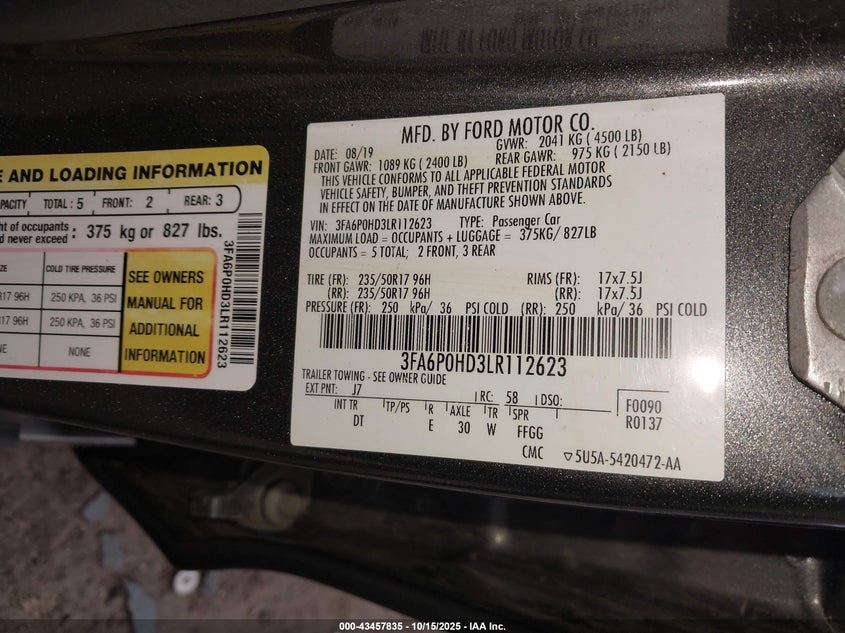 MFD. BY FORD MOTOR CO.
DATE: 08/19 GVWR: 2041 KG ( 4500 LB)
FRONT GAWR: 1089 KG ( 2400 LB) REAR GAWR: 975 KG ( 2150 LB)
THIS VEHICLE CONFORMS TO ALL APPLICABLE FEDERAL MOTOR
VEHICLE SAFETY, BUMPER, AND THEFT PREVENTION STANDARDS
IN EFFECT ON THE DATE OF MANUFACTURE SHOWN ABOVE.
VIN: 3FA6P0HD3LR112623 TYPE: Passenger Car
MAXIMUM LOAD = OCCUPANTS + LUGGAGE = 375KG/ 827LB
OCCUPANTS = 5 TOTAL; 2 FRONT, 3 REAR
TIRE (FR): 235/50R17 96H RIMS (FR): 17x7.5J
(RR): 235/50R17 96H (RR): 17x7.5J
PRESSURE (FR): 250 kPa/ 36 PSI COLD (RR): 250 kPa/ 36 PSI COLD
3FA6P0HD3LR112623
TRAILER TOWING - SEE OWNER GUIDE
EXT PNT: J7 RC: 58 DSO:
INT TR TP/PS R AXLE TR SPR
DT E 30 W FFGG
CMC
F0090
R0137
5U5A-5420472-AA
E AND LOADING INFORMATION
PACITY TOTAL : 5 FRONT: 2 REAR: 3
ht of occupants
d never exceed : 375 kg or 827 lbs.
ZE COLD TIRE PRESSURE
R17 96H 250 KPA, 36 PSI
R17 96H 250 KPA, 36 PSI
NE NONE
SEE OWNERS
MANUAL FOR
ADDITIONAL
INFORMATION
3FA6P0HD3LR112623
000-43457835 - 10/15/2025 - IAA Inc.